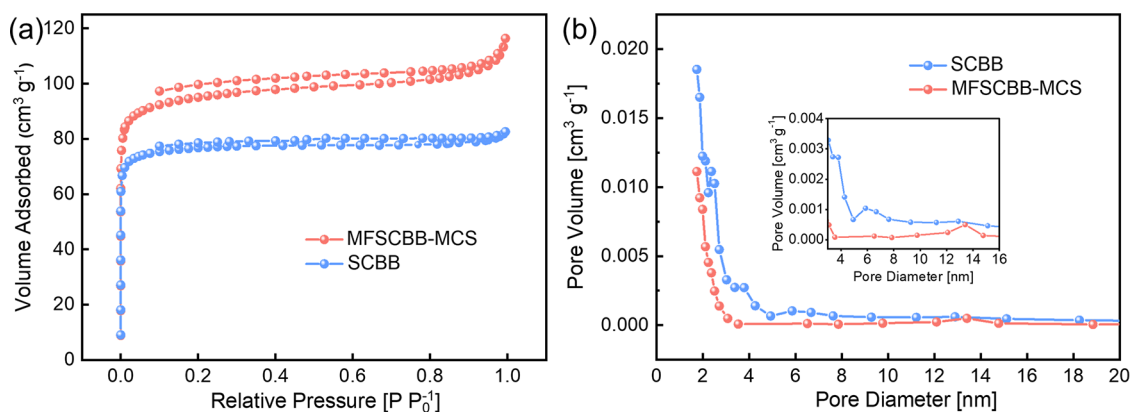 (a)
Volume Adsorbed (cm³ g⁻¹)
120
100
80
60
40
20
0
MFSCBB-MCS
SCBB
0.0 0.2 0.4 0.6 0.8 1.0
Relative Pressure [P P₀⁻¹]
(b)
Pore Volume [cm³ g⁻¹]
0.020
0.015
0.010
0.005
0.000
SCBB
MFSCBB-MCS
Pore Volume [cm³ g⁻¹]
0.004
0.003
0.002
0.001
0.000
4 6 8 10 12 14 16
Pore Diameter [nm]
0 2 4 6 8 10 12 14 16 18 20
Pore Diameter [nm]